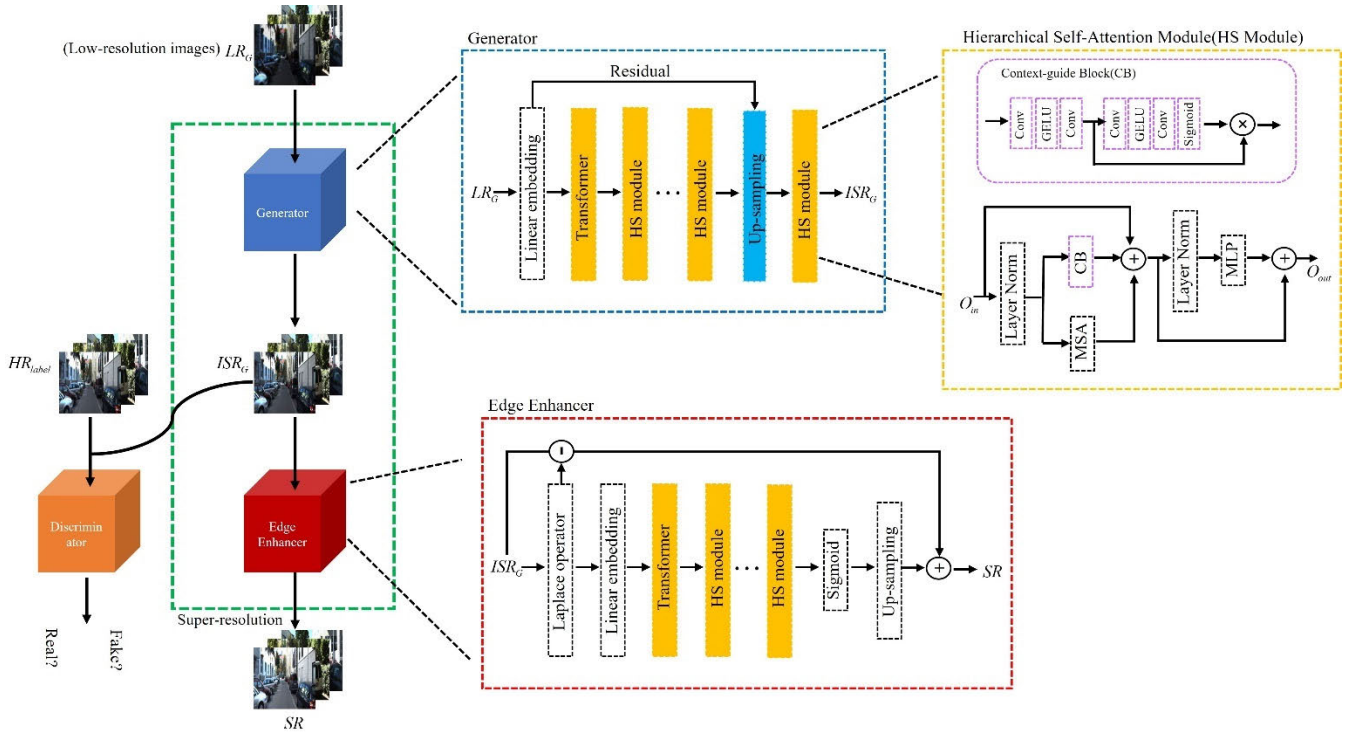 (Low-resolution images) LR_G
Generator
HR_label
ISR_G
Discrimin
ator
Edge
Enhancer
Real?
Fake?
Super-resolution
SR
Generator
Residual
LR_G
Linear embedding
Transformer
HS module
...
HS module
Up-sampling
HS module
ISR_G
Hierarchical Self-Attention Module(HS Module)
Context-guide Block(CB)
Conv
GELU
Conv
Conv
GELU
Conv
Sigmoid
×
O_in
Layer Norm
CB
MSA
+
Layer Norm
MLP
+
O_out
Edge Enhancer
-
ISR_G
Laplace operator
Linear embedding
Transformer
HS module
...
HS module
Sigmoid
Up-sampling
+
SR